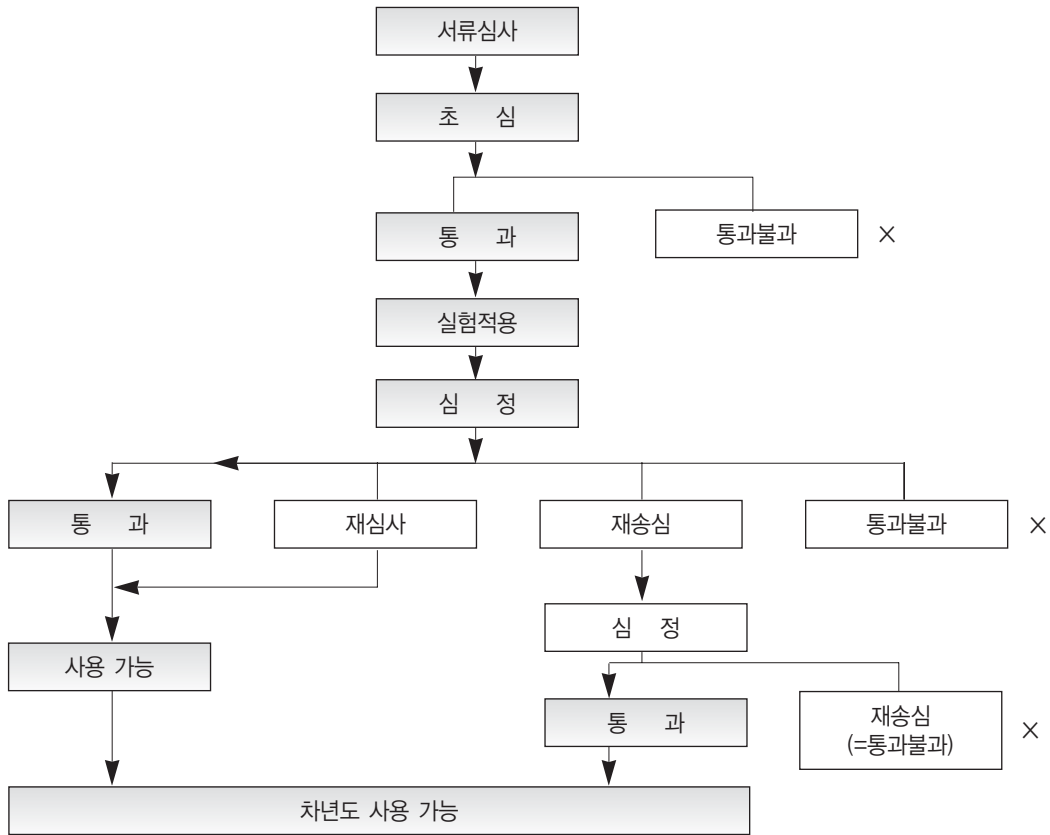 서류심사
초 심
통 과
통과불과 ×
실험적용
심 정
통 과
재심사
재송심
통과불과 ×
심 정
사용 가능
통 과
재송심
(=통과불과) ×
차년도 사용 가능